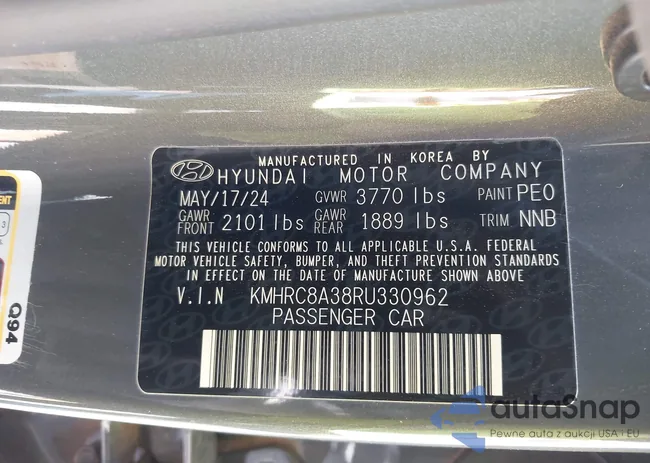 MANUFACTURED IN KOREA BY
HYUNDAI MOTOR COMPANY
MAY/17/24 GVWR 3770 lbs PAINT PEO
GAWR FRONT 2101 lbs GAWR REAR 1889 lbs TRIM NNB
THIS VEHICLE CONFORMS TO ALL APPLICABLE U.S.A. FEDERAL
MOTOR VEHICLE SAFETY, BUMPER, AND THEFT PREVENTION STANDARDS
IN EFFECT ON THE DATE OF MANUFACTURE SHOWN ABOVE
V.I.N KMHRC8A38RU330962
PASSENGER CAR
3
Q94
autoSnap
Pewne auta z aukcji USA i EU